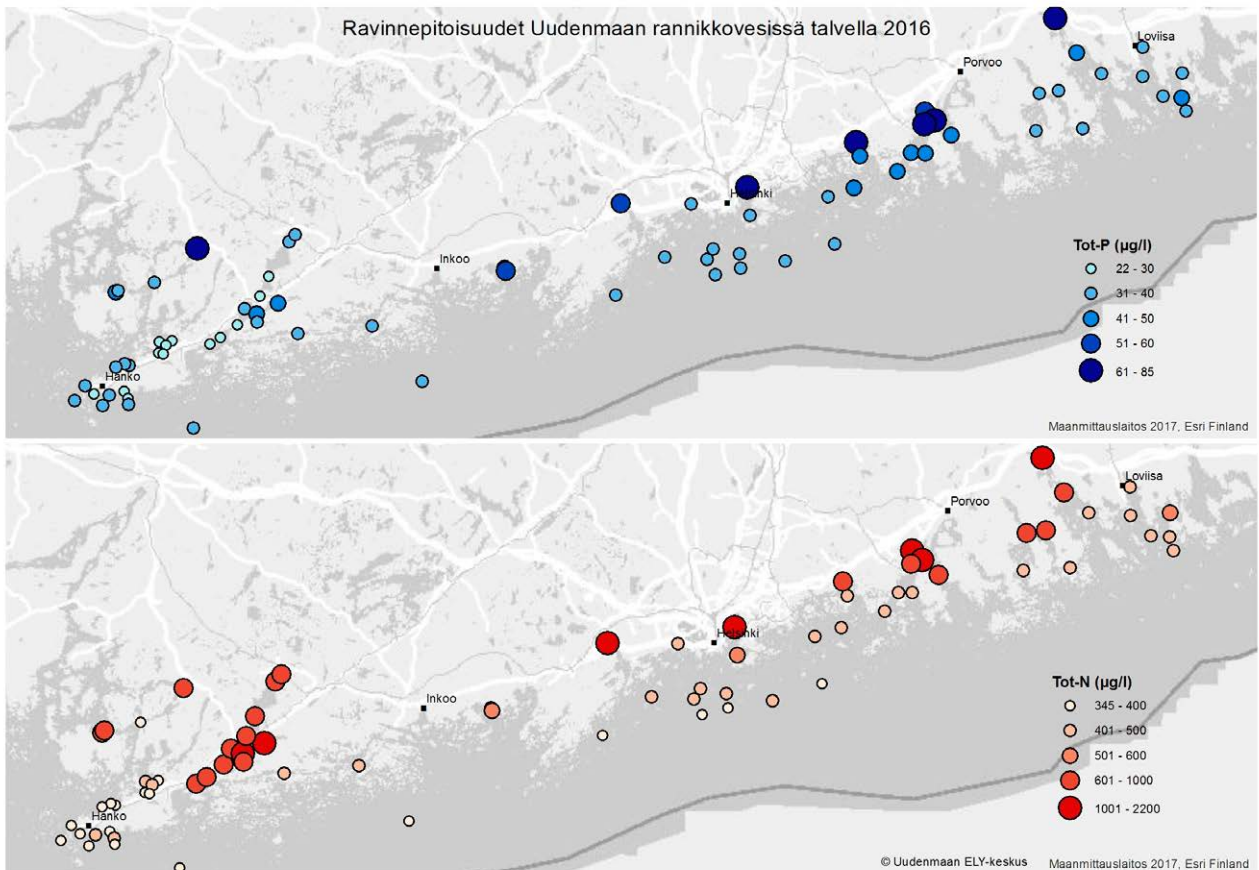 Ravinnepitoisuudet Uudenmaan rannikkovesissä talvella 2016
Loviisa
Porvoo
Helsinki
Inkoo
Hanko
Tot-P (µg/l)
22 - 30
31 - 40
41 - 50
51 - 60
61 - 85
Maanmittauslaitos 2017, Esri Finland
Loviisa
Porvoo
Helsinki
Inkoo
Hanko
Tot-N (µg/l)
345 - 400
401 - 500
501 - 600
601 - 1000
1001 - 2200
© Uudenmaan ELY-keskus Maanmittauslaitos 2017, Esri Finland